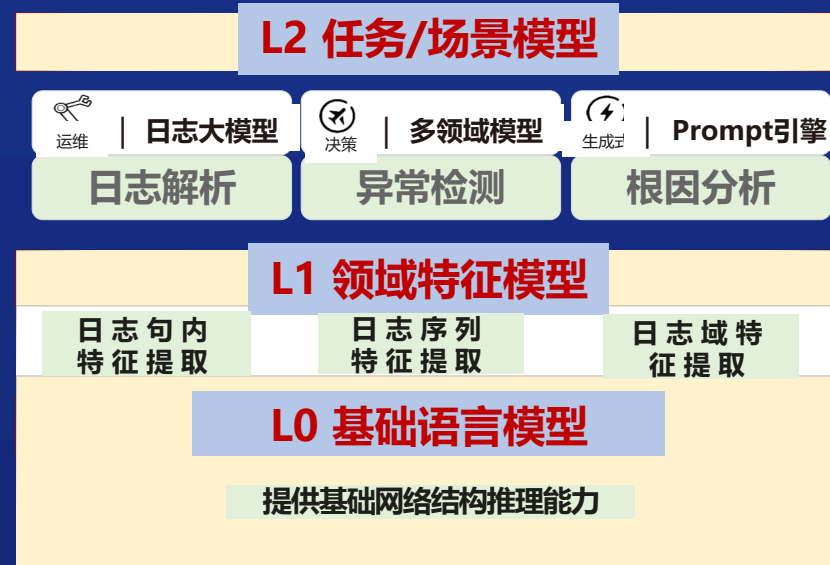 L2 任务/场景模型
运维 | 日志大模型
决策 | 多领域模型
生成式 | Prompt引擎
日志解析
异常检测
根因分析
L1 领域特征模型
日志句内
特征提取
日志序列
特征提取
日志域特
征提取
L0 基础语言模型
提供基础网络结构推理能力